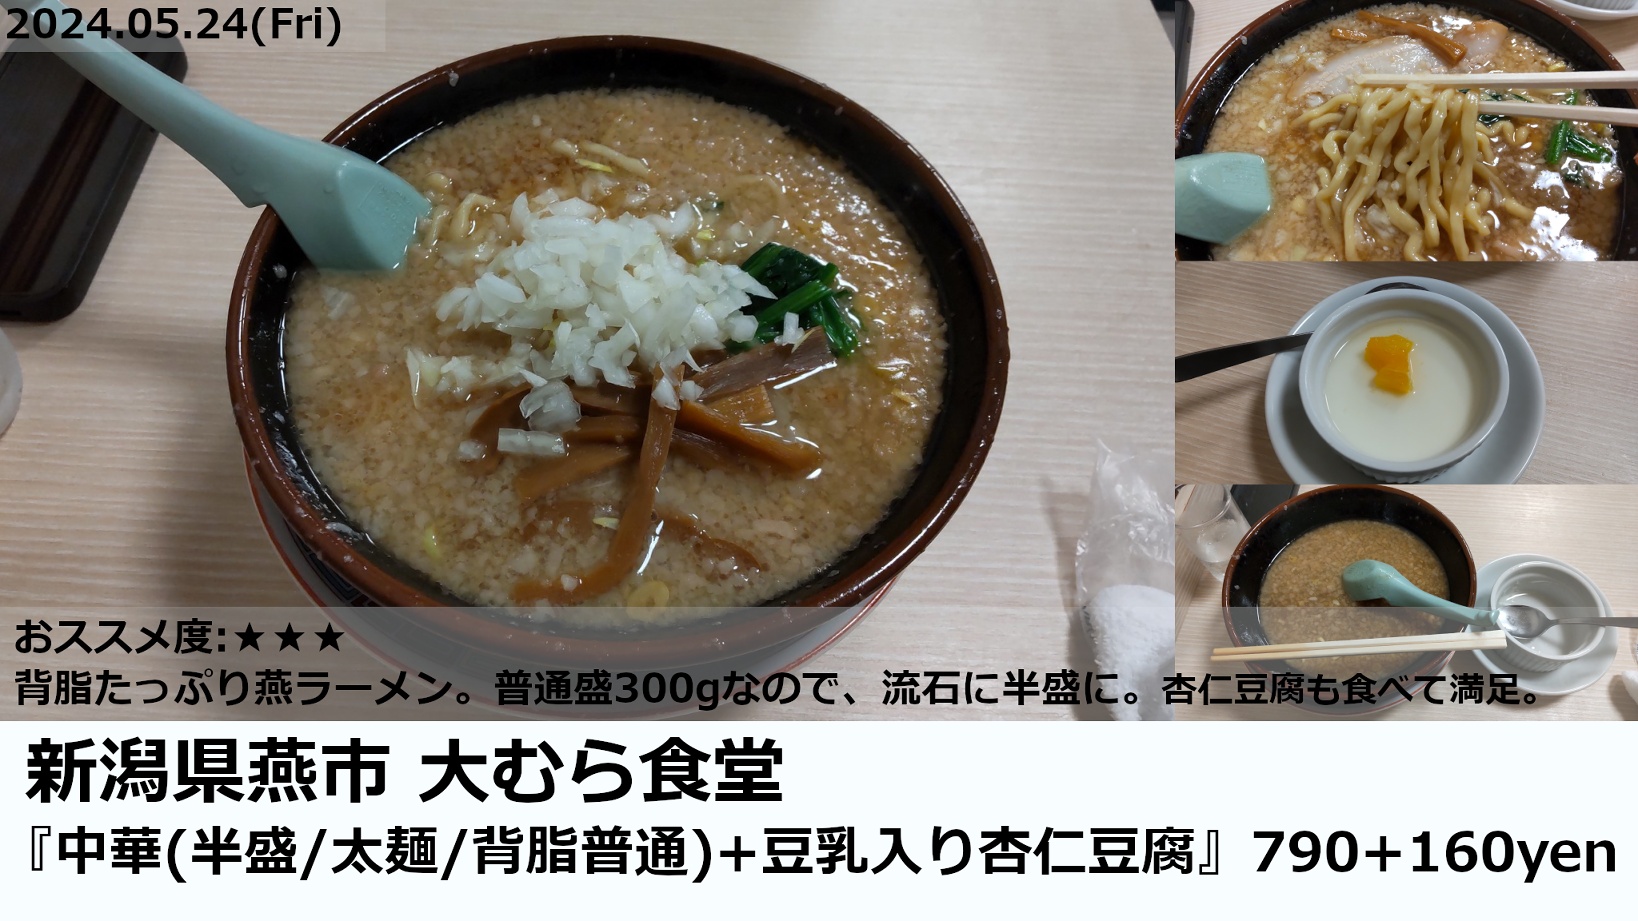 2024.05.24(Fri)
おススメ度:★★★
背脂たっぷり燕ラーメン。普通盛300gなので、流石に半盛に。杏仁豆腐も食べて満足。
新潟県燕市 大むら食堂
『中華(半盛/太麺/背脂普通)+豆乳入り杏仁豆腐』790+160yen